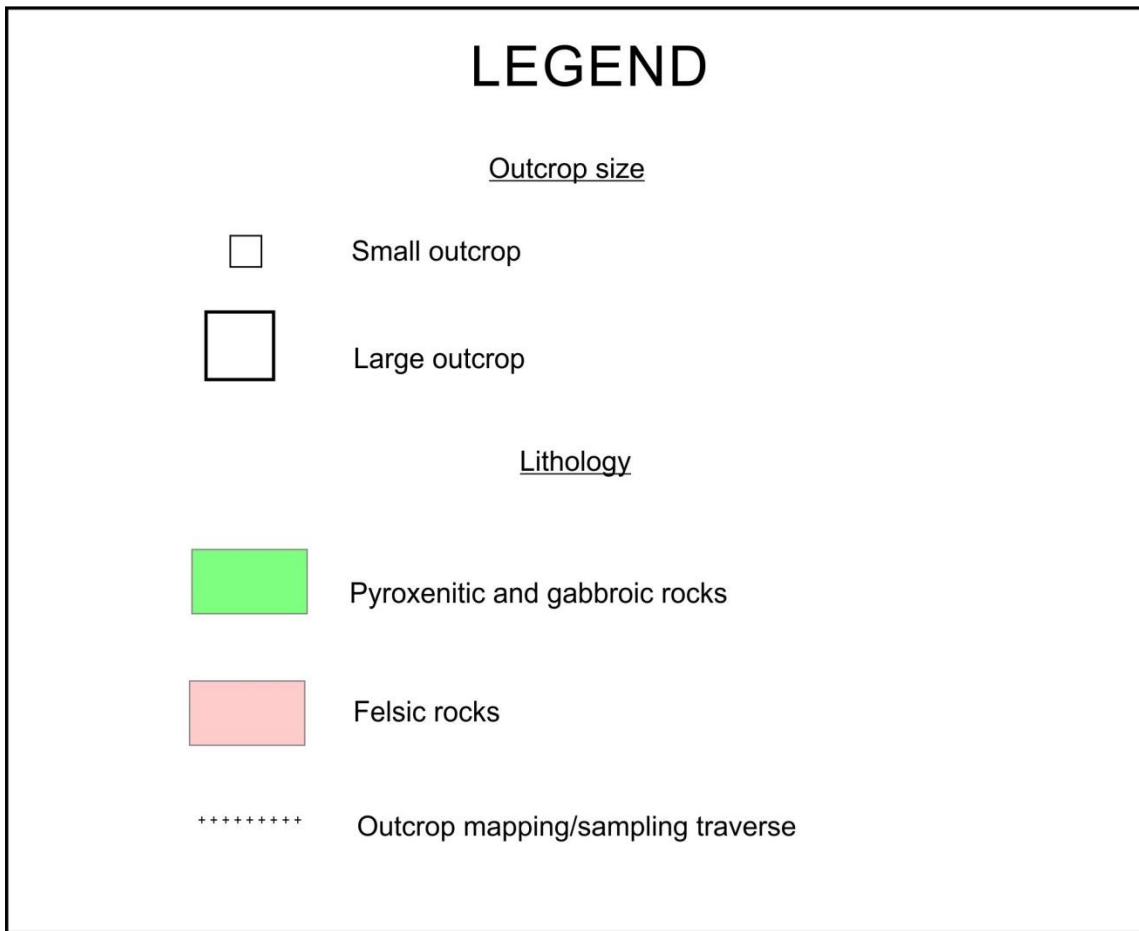 LEGEND
Outcrop size
Small outcrop
Large outcrop
Lithology
Pyroxenitic and gabbroic rocks
Felsic rocks
+++++++++ Outcrop mapping/sampling traverse